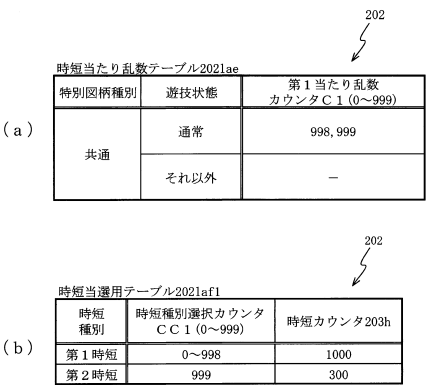 202
時短当たり乱数テーブル2021ae
特別図柄種別
遊技状態
第1当たり乱数
カウンタC1(0〜999)
(a)
共通
通常
998,999
それ以外
−
202
時短当選用テーブル2021af1
時短
種別
時短種別選択カウンタ
CC1(0〜999)
時短カウンタ203h
(b)
第1時短
0〜998
1000
第2時短
999
300